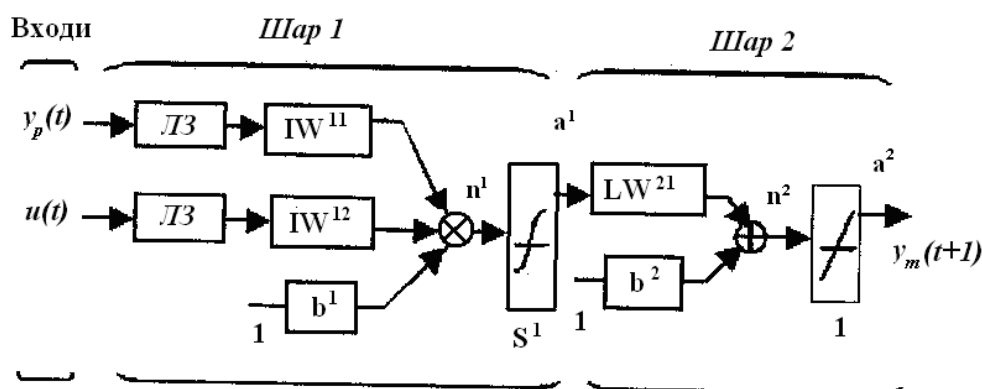 Входи
Шар 1
Шар 2
y_p(t)
ЛЗ
IW^11
a^1
LW^21
a^2
u(t)
ЛЗ
IW^12
n^1
n^2
y_m(t+1)
1
b^1
S^1
1
b^2
1